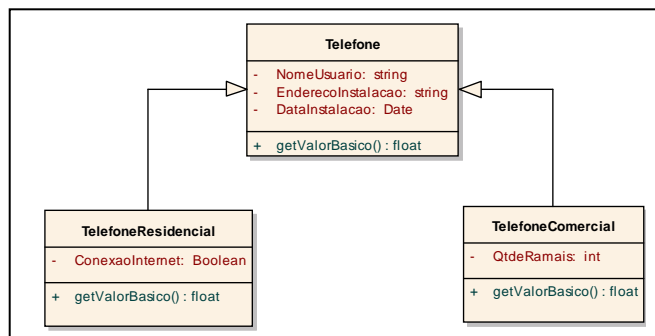 Telefone
- NomeUsuario: string
- EnderecoInstalacao: string
- DataInstalacao: Date
+ getValorBasico() : float
TelefoneResidencial
- ConexaoInternet: Boolean
+ getValorBasico() : float
TelefoneComercial
- QtdeRamais: int
+ getValorBasico() : float